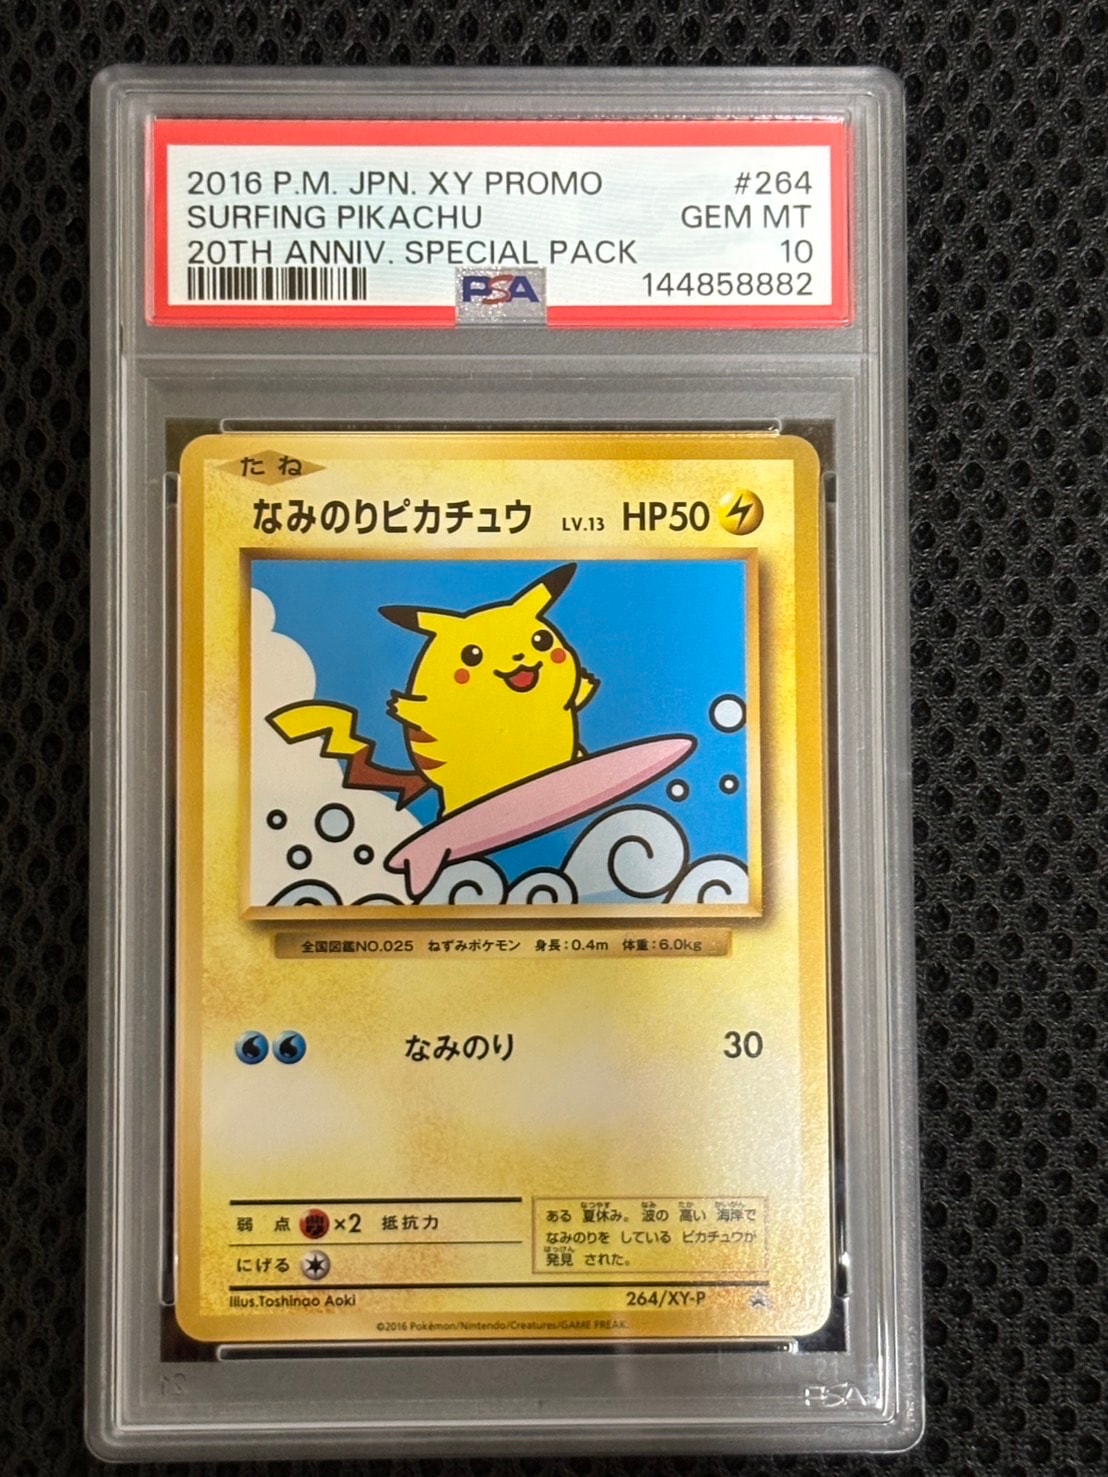 2016 P.M. JPN. XY PROMO #264
SURFING PIKACHU GEM MT
20TH ANNIV. SPECIAL PACK 10
PSA 144858882
たね
なみのりピカチュウ LV.13 HP50
全国図鑑NO.025 ねずみポケモン 身長:0.4m 体重:6.0kg
なみのり 30
弱点 ×2 抵抗力
にげる
ある 夏休み。波の 高い 海岸で
なみのりを している ピカチュウが
発見 された。
Illus.Toshinao Aoki 264/XY-P
©2016 Pokémon/Nintendo/Creatures/GAME FREAK.
PSA